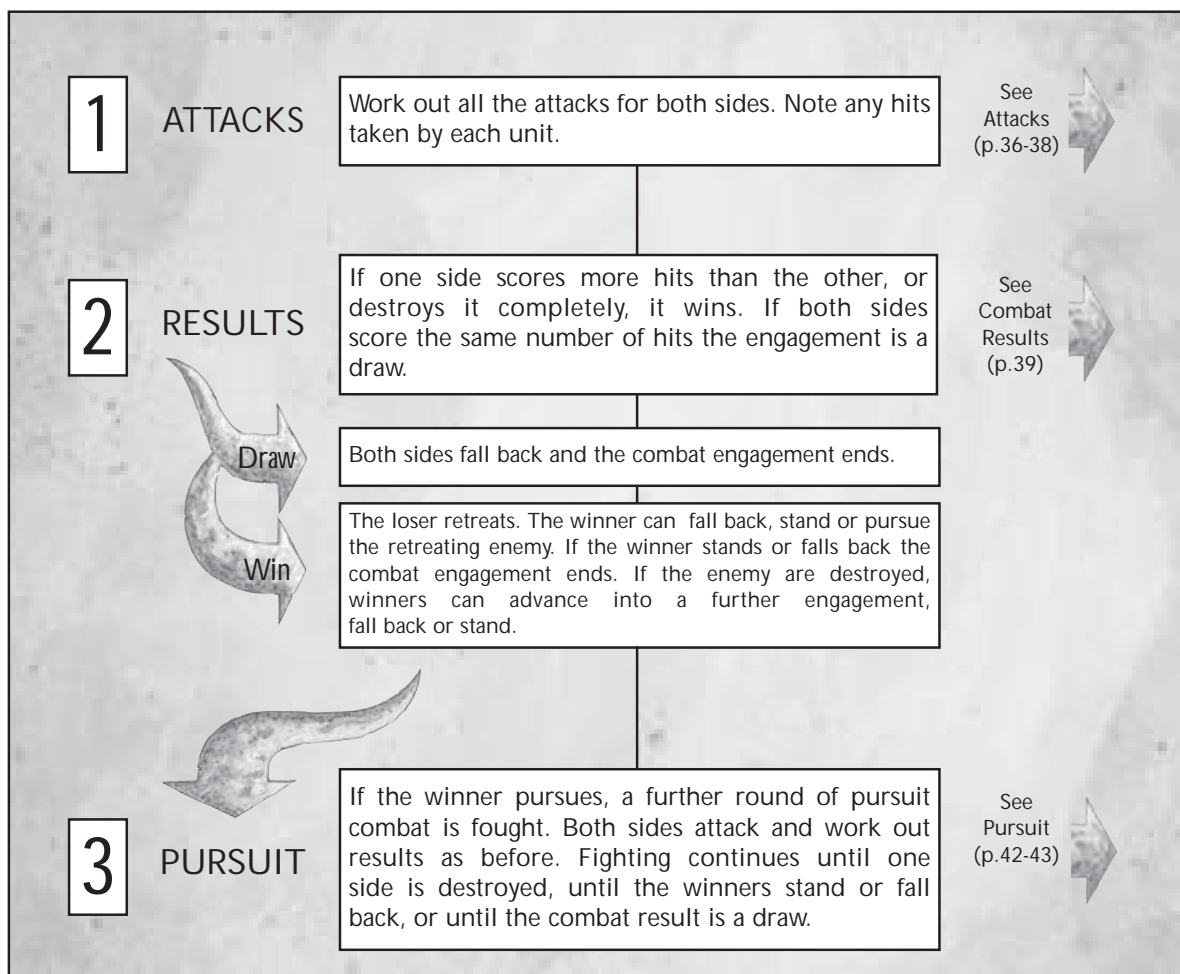 1
ATTACKS
Work out all the attacks for both sides. Note any hits
taken by each unit.
See
Attacks
(p.36-38)
2
RESULTS
If one side scores more hits than the other, or
destroys it completely, it wins. If both sides
score the same number of hits the engagement is a
draw.
See
Combat
Results
(p.39)
Draw
Both sides fall back and the combat engagement ends.
Win
The loser retreats. The winner can fall back, stand or pursue
the retreating enemy. If the winner stands or falls back the
combat engagement ends. If the enemy are destroyed,
winners can advance into a further engagement,
fall back or stand.
3
PURSUIT
If the winner pursues, a further round of pursuit
combat is fought. Both sides attack and work out
results as before. Fighting continues until one
side is destroyed, until the winners stand or fall
back, or until the combat result is a draw.
See
Pursuit
(p.42-43)